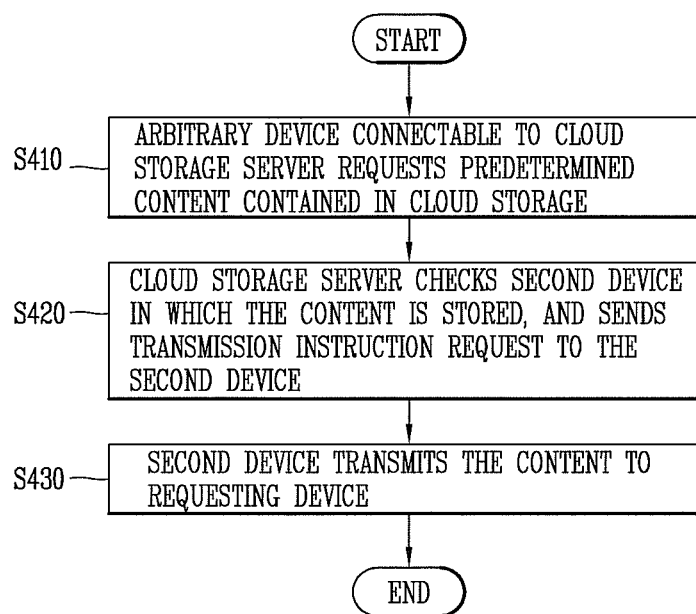 START
S410
ARBITRARY DEVICE CONNECTABLE TO CLOUD
STORAGE SERVER REQUESTS PREDETERMINED
CONTENT CONTAINED IN CLOUD STORAGE
S420
CLOUD STORAGE SERVER CHECKS SECOND DEVICE
IN WHICH THE CONTENT IS STORED, AND SENDS
TRANSMISSION INSTRUCTION REQUEST TO THE
SECOND DEVICE
S430
SECOND DEVICE TRANSMITS THE CONTENT TO
REQUESTING DEVICE
END